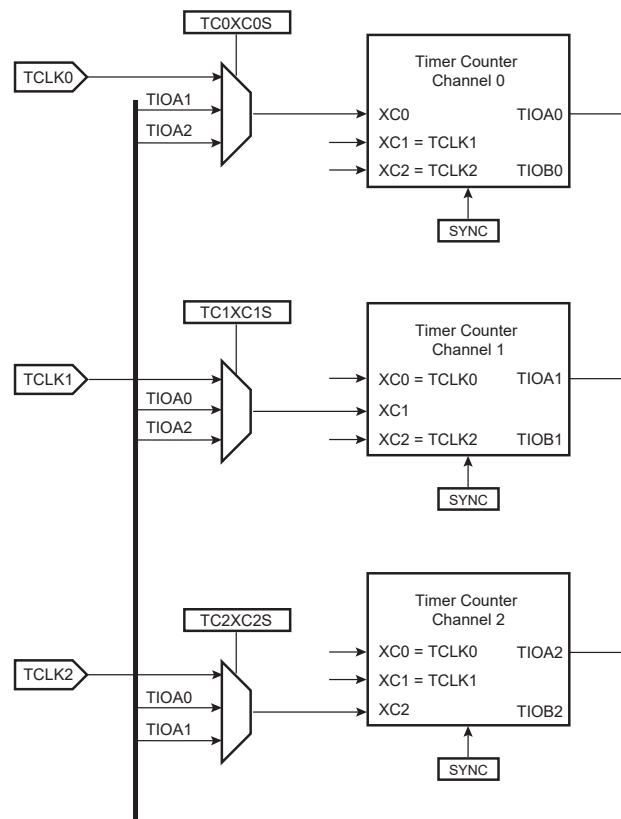 TC0XC0S
TCLK0
TIOA1
TIOA2
Timer Counter
Channel 0
XC0
TIOA0
XC1 = TCLK1
XC2 = TCLK2
TIOB0
SYNC
TC1XC1S
TCLK1
TIOA0
TIOA2
Timer Counter
Channel 1
XC0 = TCLK0
TIOA1
XC1
XC2 = TCLK2
TIOB1
SYNC
TC2XC2S
TCLK2
TIOA0
TIOA1
Timer Counter
Channel 2
XC0 = TCLK0
TIOA2
XC1 = TCLK1
XC2
TIOB2
SYNC